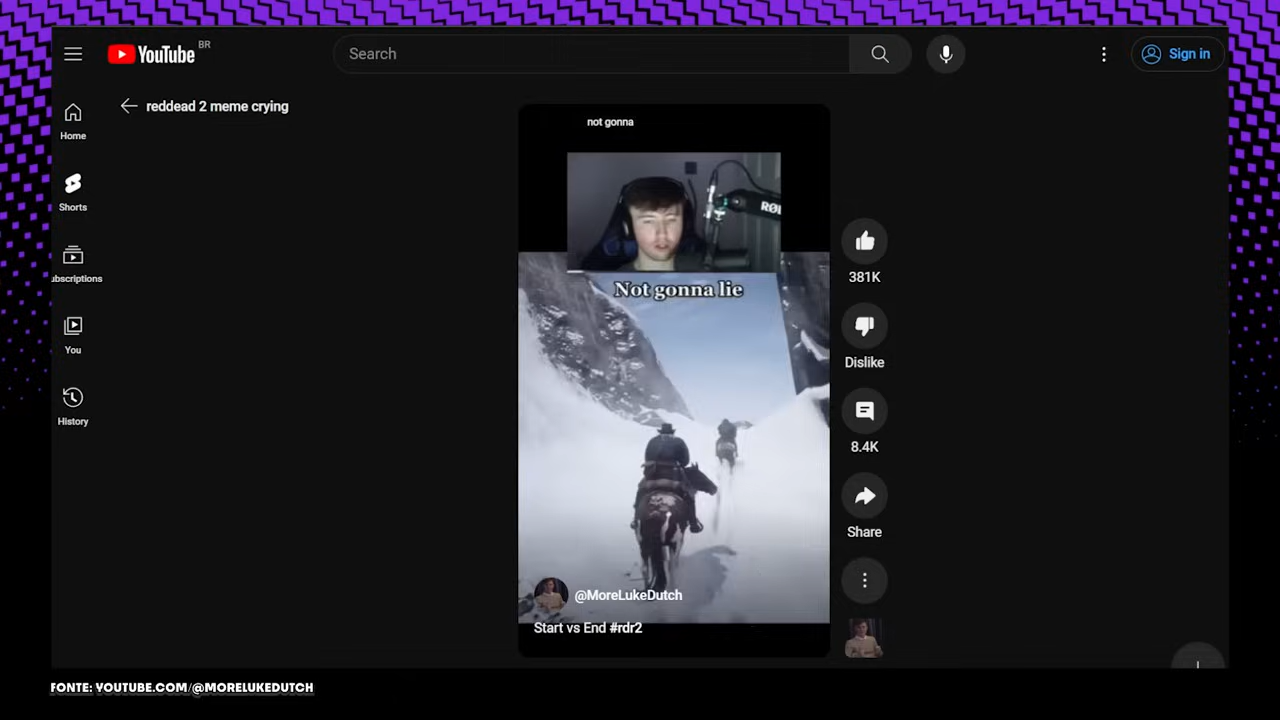 YouTube BR
Search
Sign in
reddead 2 meme crying
Home
Shorts
ubscriptions
You
History
not gonna
RØD
Not gonna lie
381K
Dislike
8.4K
Share
@MoreLukeDutch
Start vs End #rdr2
FONTE: YOUTUBE.COM/@MORELUKEDUTCH